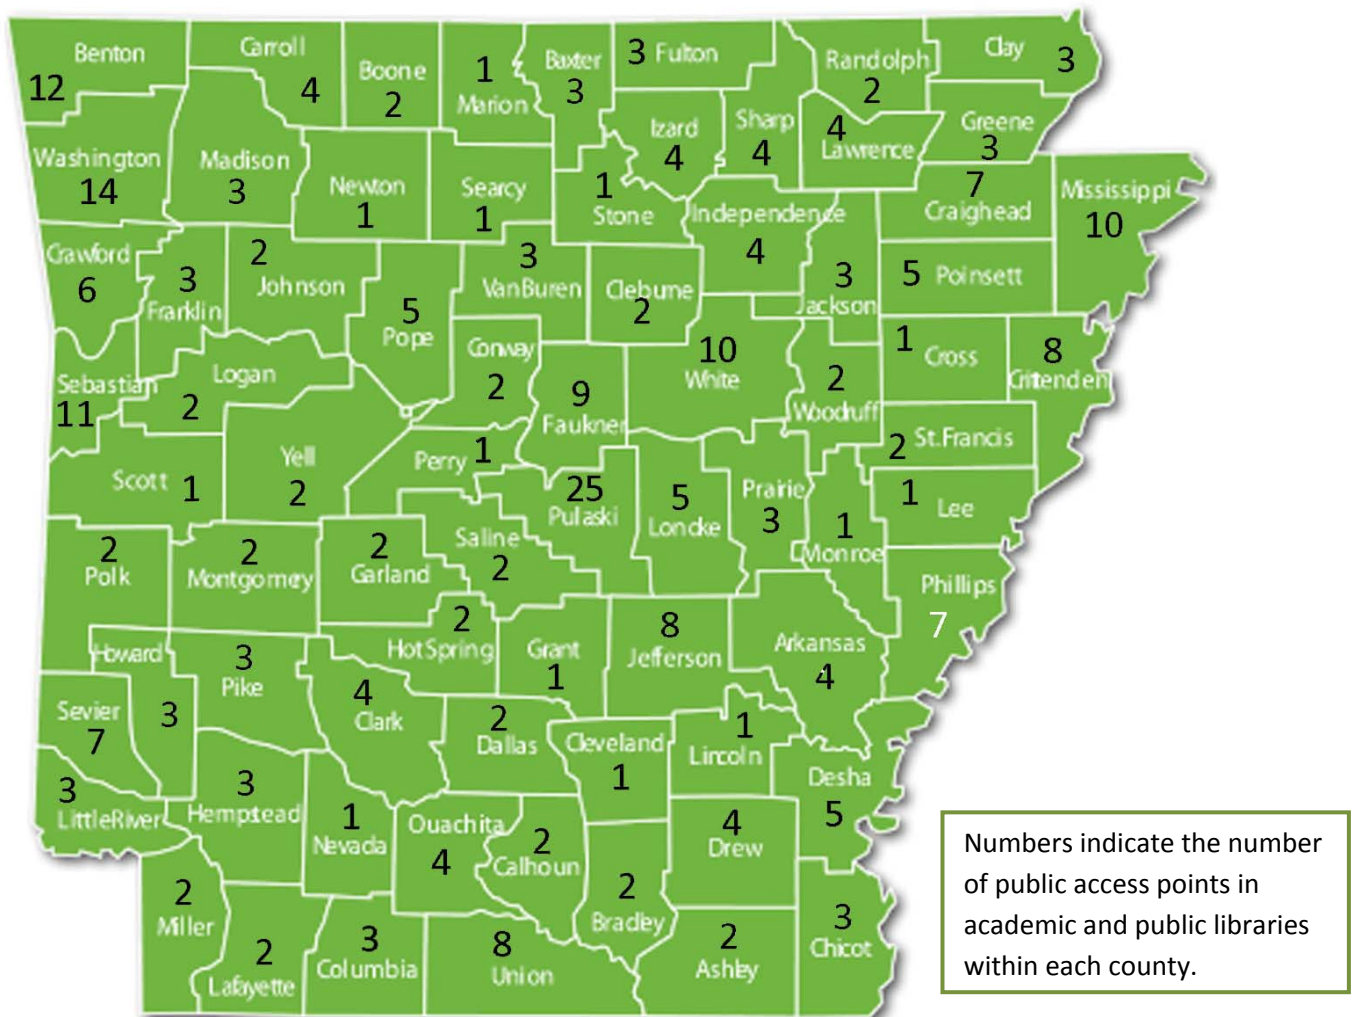 Benton
12
Carroll
4
Boone
2
1
Marion
Baxter
3
3 Fulton
Randolph
2
Clay
3
Washington
14
Madison
3
Newton
1
Searcy
1
1
Stone
Izard
4
Sharp
4
4
Lawrence
Greene
3
7
Craighead
Mississippi
10
Independence
4
Crawford
6
3
Franklin
2
Johnson
5
Pope
3
VanBuren
Cleburne
2
3
Jackson
5 Poinsett
Sebastian
11
Logan
2
Conway
2
9
Faukner
10
White
2
Woodruff
1
Cross
8
Crittenden
Scott 1
Yell
2
Perry 1
25
Pulaski
5
Loncke
Prairie
3
1
Monroe
2 St.Francis
1
Lee
2
Polk
2
Montgomery
2
Garland
Saline
2
Phillips
7
Howard
3
3
Pike
2
HotSpring
Grant
1
8
Jefferson
Arkansas
4
Sevier
7
4
Clark
2
Dallas
Cleveland
1
1
Lincoln
Desha
5
3
LittleRiver
3
Hempstead
1
Nevada
Ouachita
4
2
Calhoun
4
Drew
2
Miller
2
Lafayette
3
Columbia
8
Union
2
Bradley
2
Ashley
3
Chicot
Numbers indicate the number
of public access points in
academic and public libraries
within each county.